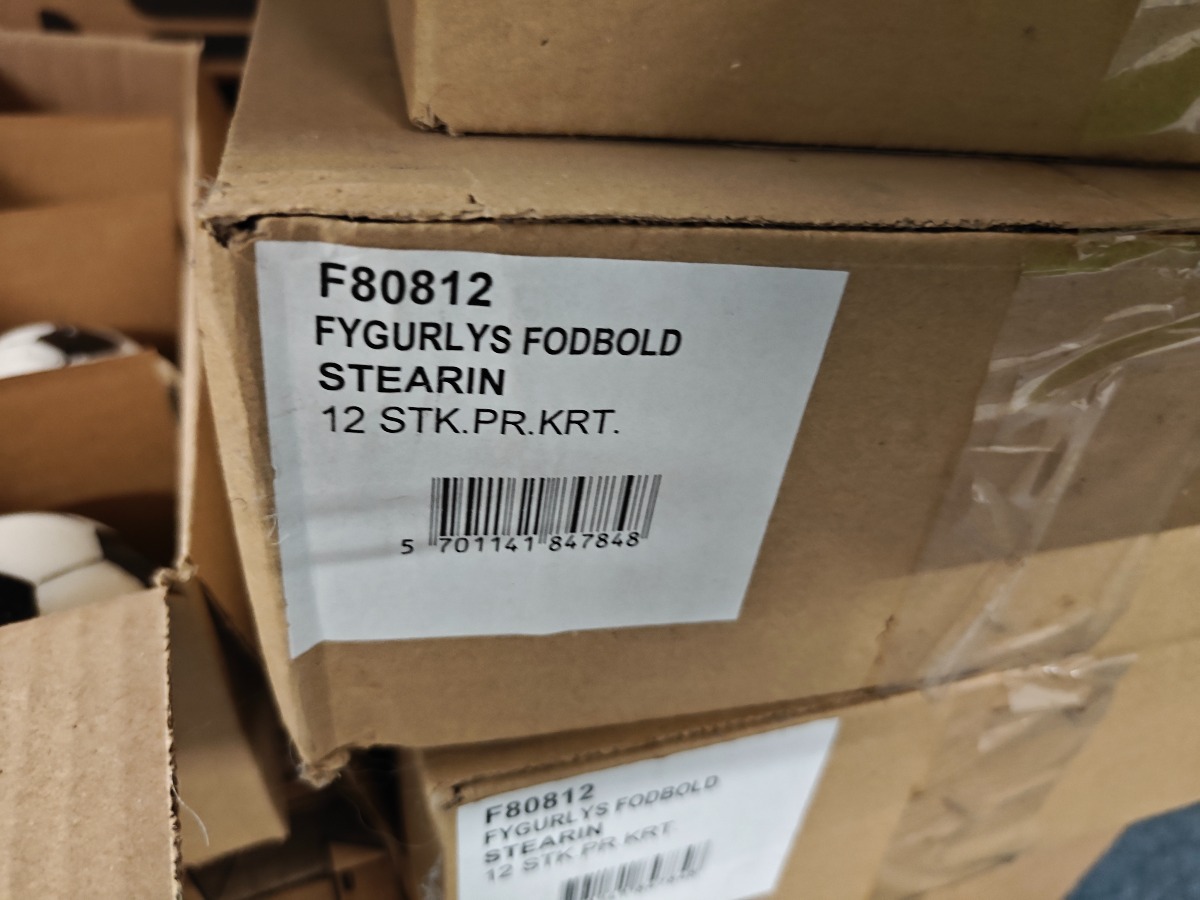 F80812
FYGURLYS FODBOLD
STEARIN
12 STK.PR.KRT.
5 701141 847848
F80812
FYGURLYS FODBOLD
STEARIN
12 STK.PR.KRT.